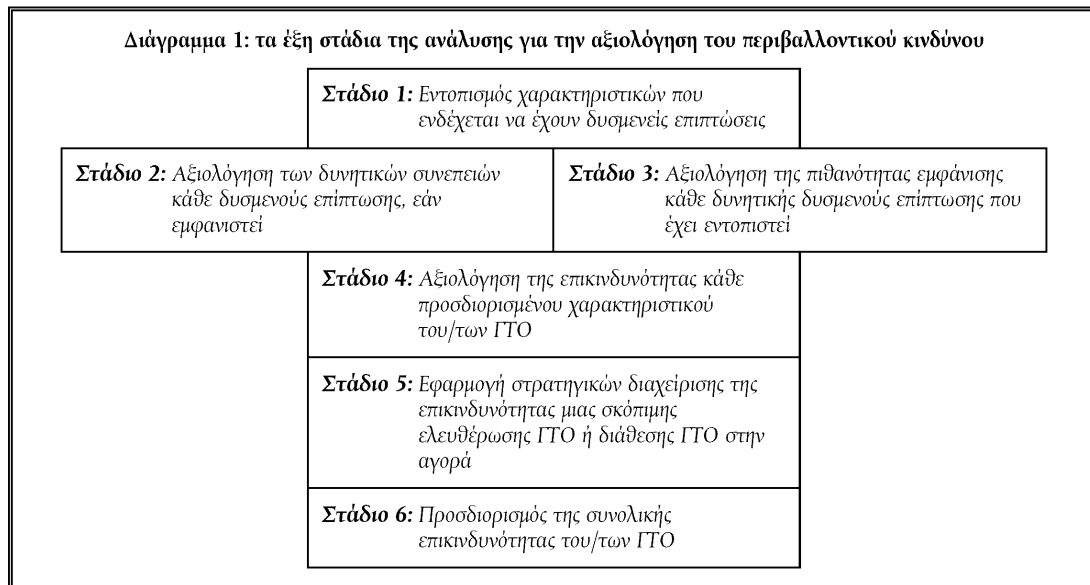 Διάγραμμα 1: τα έξη στάδια της ανάλυσης για την αξιολόγηση του περιβαλλοντικού κινδύνου
Στάδιο 1: Εντοπισμός χαρακτηριστικών που
ενδέχεται να έχουν δυσμενείς επιπτώσεις
Στάδιο 2: Αξιολόγηση των δυνητικών συνεπειών
κάθε δυσμενούς επίπτωσης, εάν
εμφανιστεί
Στάδιο 3: Αξιολόγηση της πιθανότητας εμφάνισης
κάθε δυνητικής δυσμενούς επίπτωσης που
έχει εντοπιστεί
Στάδιο 4: Αξιολόγηση της επικινδυνότητας κάθε
προσδιορισμένου χαρακτηριστικού
του/των ΓΤΟ
Στάδιο 5: Εφαρμογή στρατηγικών διαχείρισης της
επικινδυνότητας μιας σκόπιμης
ελευθέρωσης ΓΤΟ ή διάθεσης ΓΤΟ στην
αγορά
Στάδιο 6: Προσδιορισμός της συνολικής
επικινδυνότητας του/των ΓΤΟ